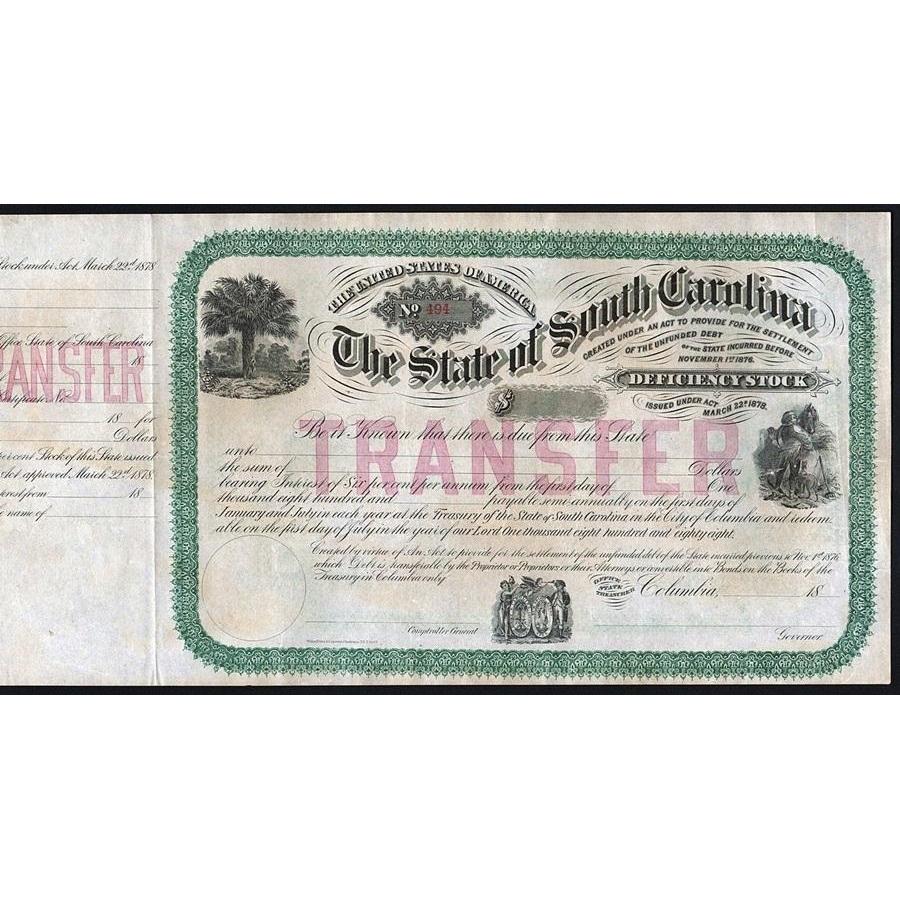 Stock under Act March 22d. 1878
Office State of South Carolina
18
TRANSFER
Certificate No.
18 for
Dollars
per cent Stock of this State issued
Act approved March 22d. 1878.
interest from 18
name of
THE UNITED STATES OF AMERICA
No 494
The State of South Carolina
CREATED UNDER AN ACT TO PROVIDE FOR THE SETTLEMENT
OF THE UNFUNDED DEBT
OF THE STATE INCURRED BEFORE
NOVEMBER 1ST 1876.
DEFICIENCY STOCK
ISSUED UNDER ACT
MARCH 22D. 1878.
$
TRANSFER
Be it Known that there is due from this State
unto
the sum of Dollars
bearing Interest of Six per cent per annum from the first day of One
thousand eight hundred and payable semi-annually on the first days of
January and July in each year at the Treasury of the State of South Carolina in the City of Columbia and redeem-
able on the first day of July in the year of our Lord One thousand eight hundred and eighty eight.
Created by virtue of An Act to provide for the settlement of the unfunded debt of the State incurred previous to Nov. 1st 1876
which Debt is transferable by the Proprietor or Proprietors or their Attorneys or convertible into Bonds on the Books of the
Treasury in Columbia only
OFFICE
STATE
TREASURER
Columbia, 18
Comptroller General
Governor